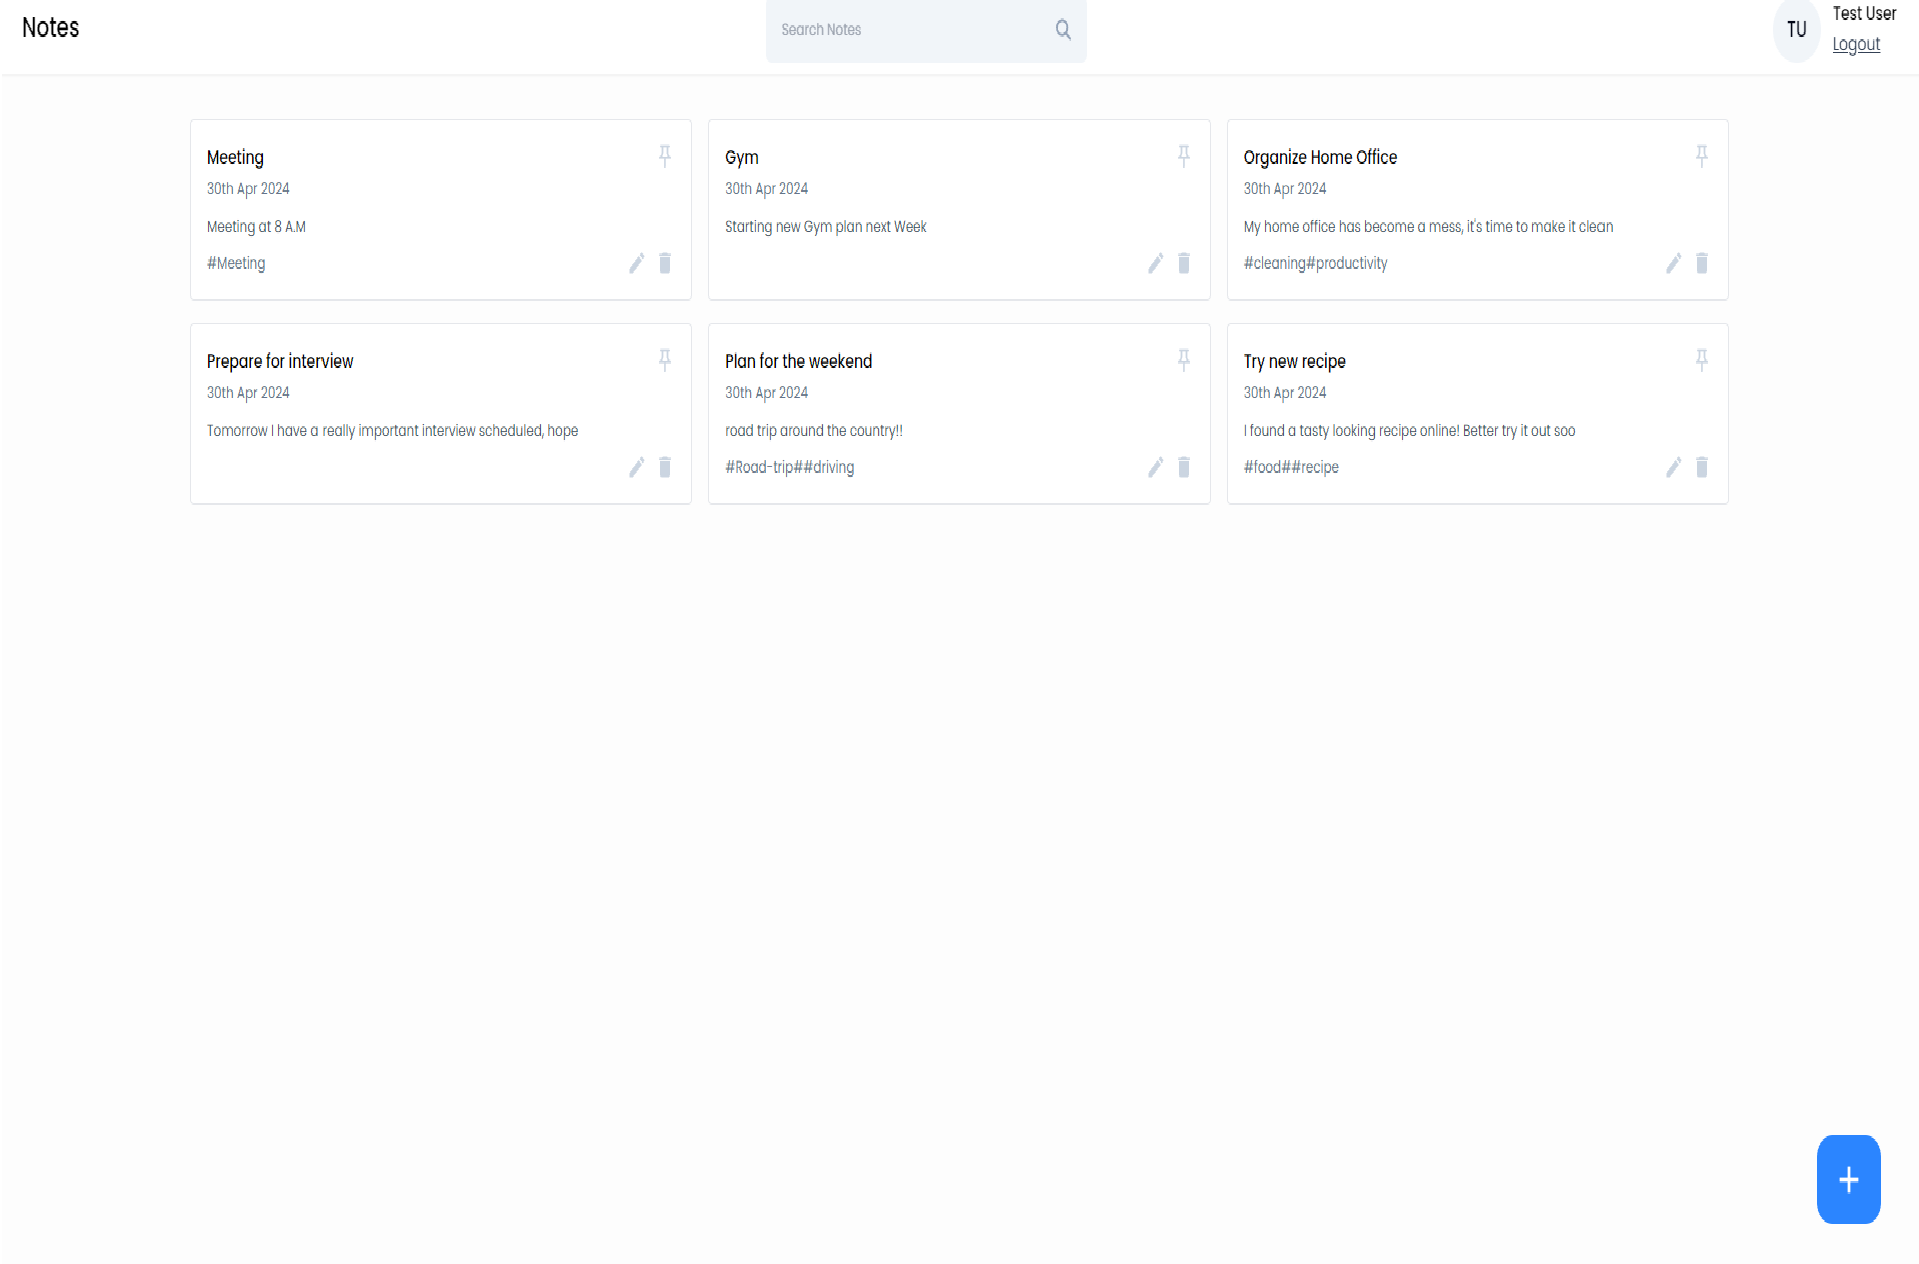 Notes
Search Notes
TU
Test User
Logout
Meeting
30th Apr 2024
Meeting at 8 A.M
#Meeting
Gym
30th Apr 2024
Starting new Gym plan next Week
Organize Home Office
30th Apr 2024
My home office has become a mess, it's time to make it clean
#cleaning#productivity
Prepare for interview
30th Apr 2024
Tomorrow I have a really important interview scheduled, hope
Plan for the weekend
30th Apr 2024
road trip around the country!!
#Road-trip##driving
Try new recipe
30th Apr 2024
I found a tasty looking recipe online! Better try it out soo
#food##recipe